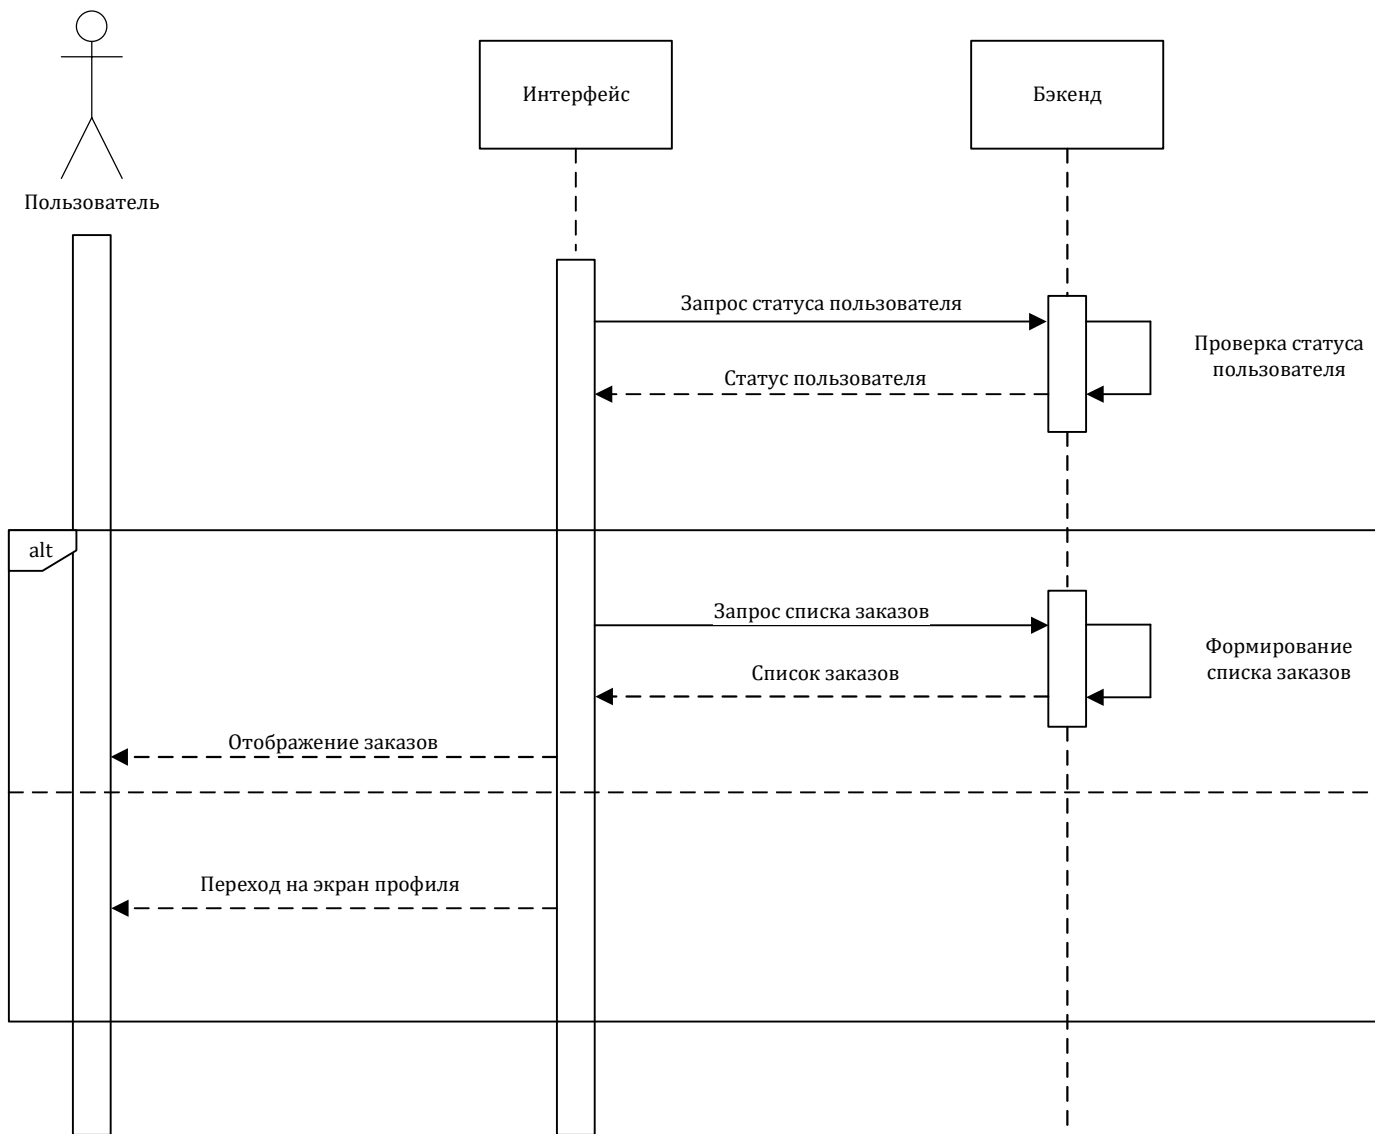 Интерфейс
Бэкенд
Пользователь
Запрос статуса пользователя
Проверка статуса
пользователя
Статус пользователя
alt
Запрос списка заказов
Формирование
списка заказов
Список заказов
Отображение заказов
Переход на экран профиля